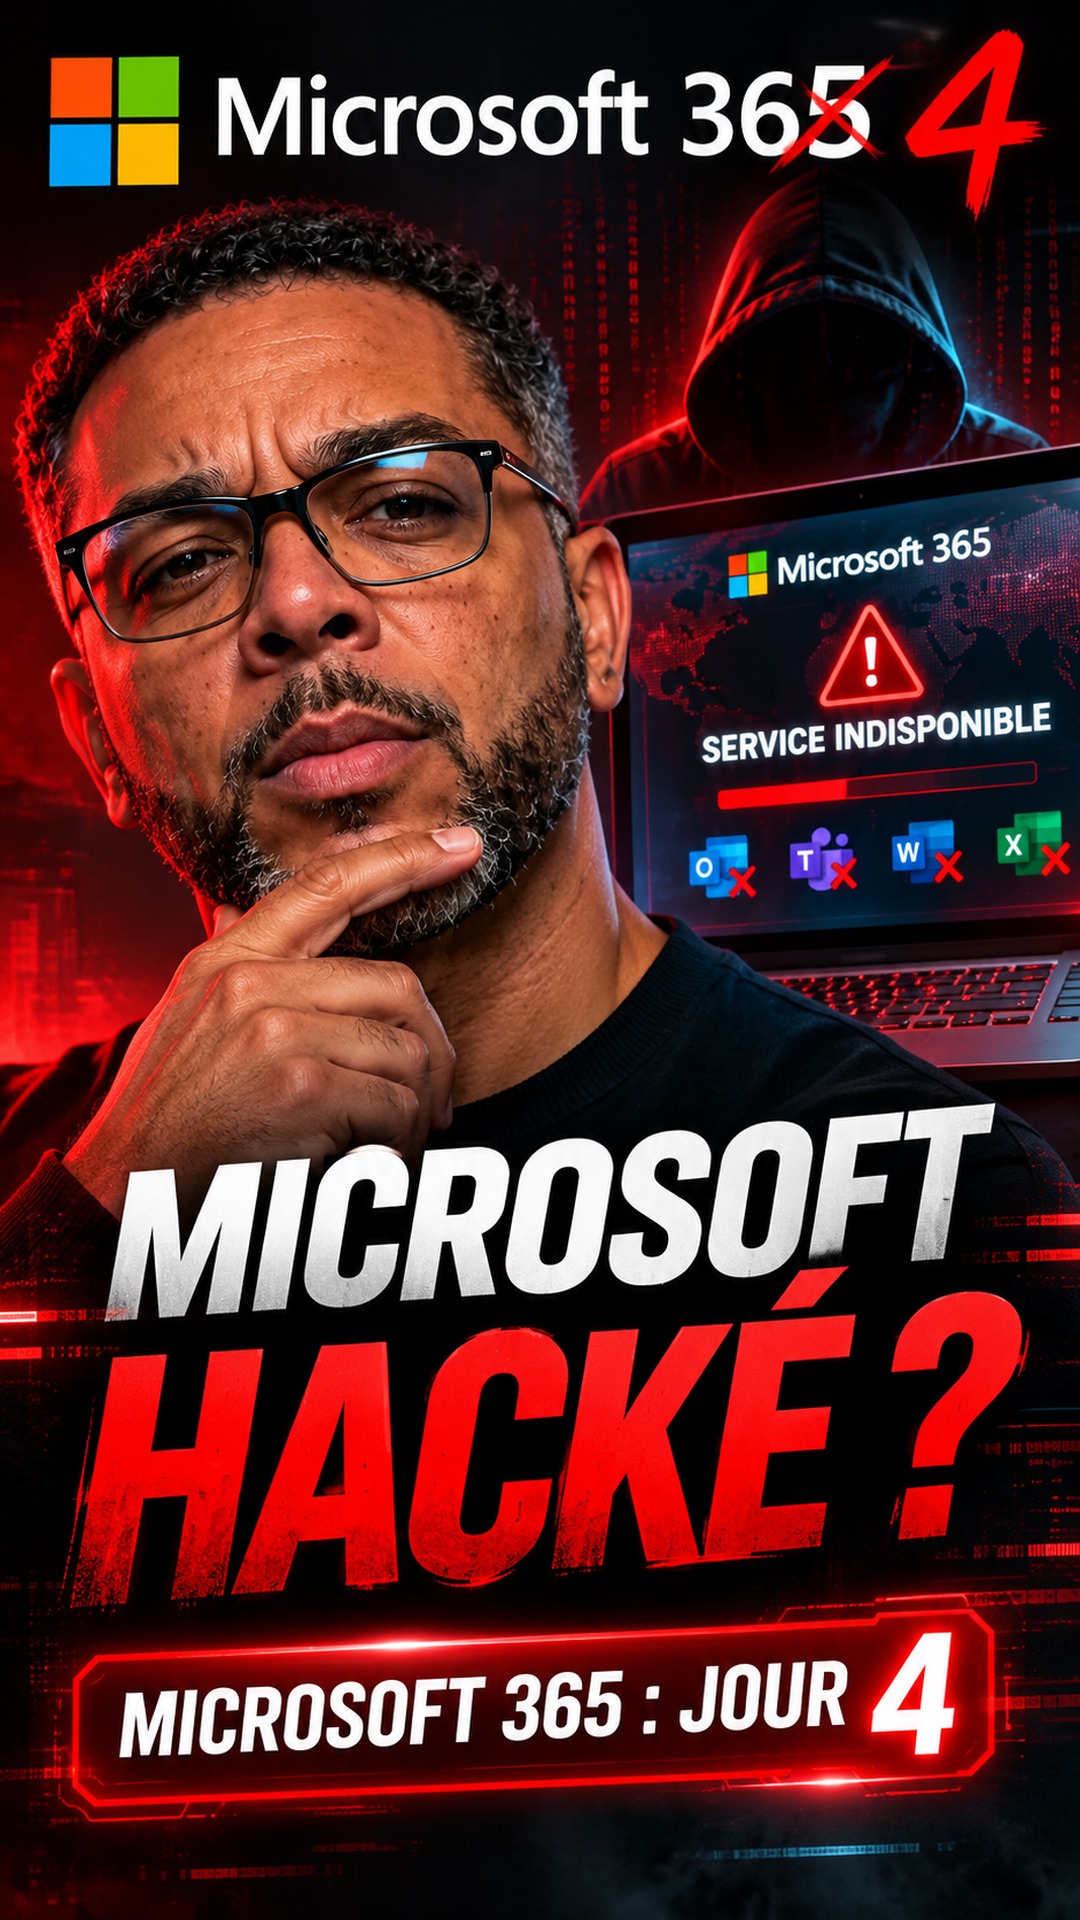 Microsoft 365 4
Microsoft 365
!
SERVICE INDISPONIBLE
O T W X
MICROSOFT
HACKÉ ?
MICROSOFT 365 : JOUR 4